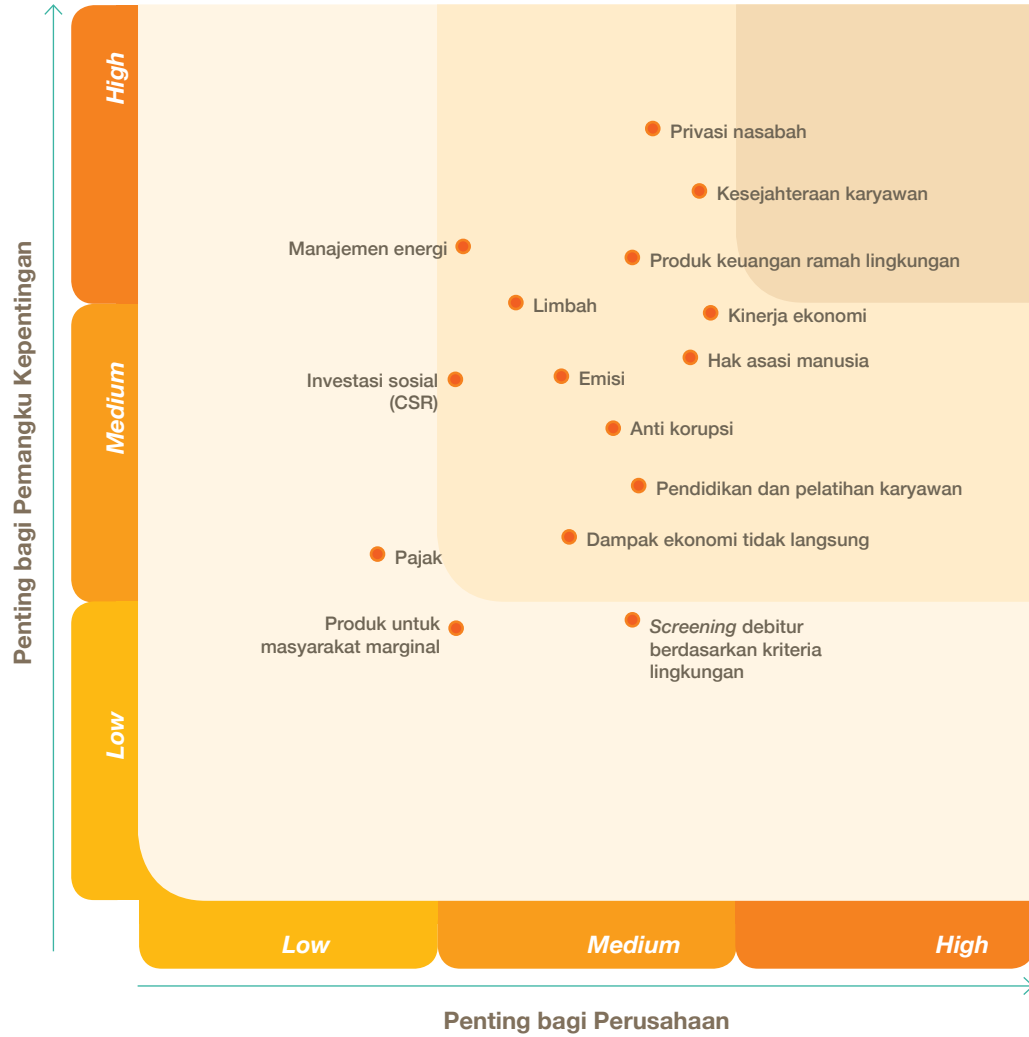 Penting bagi Pemangku Kepentingan
High
Medium
Low
Privasi nasabah
Kesejahteraan karyawan
Manajemen energi
Produk keuangan ramah lingkungan
Limbah
Kinerja ekonomi
Hak asasi manusia
Investasi sosial
(CSR)
Emisi
Anti korupsi
Pendidikan dan pelatihan karyawan
Dampak ekonomi tidak langsung
Pajak
Produk untuk
masyarakat marginal
Screening debitur
berdasarkan kriteria
lingkungan
Low
Medium
High
Penting bagi Perusahaan